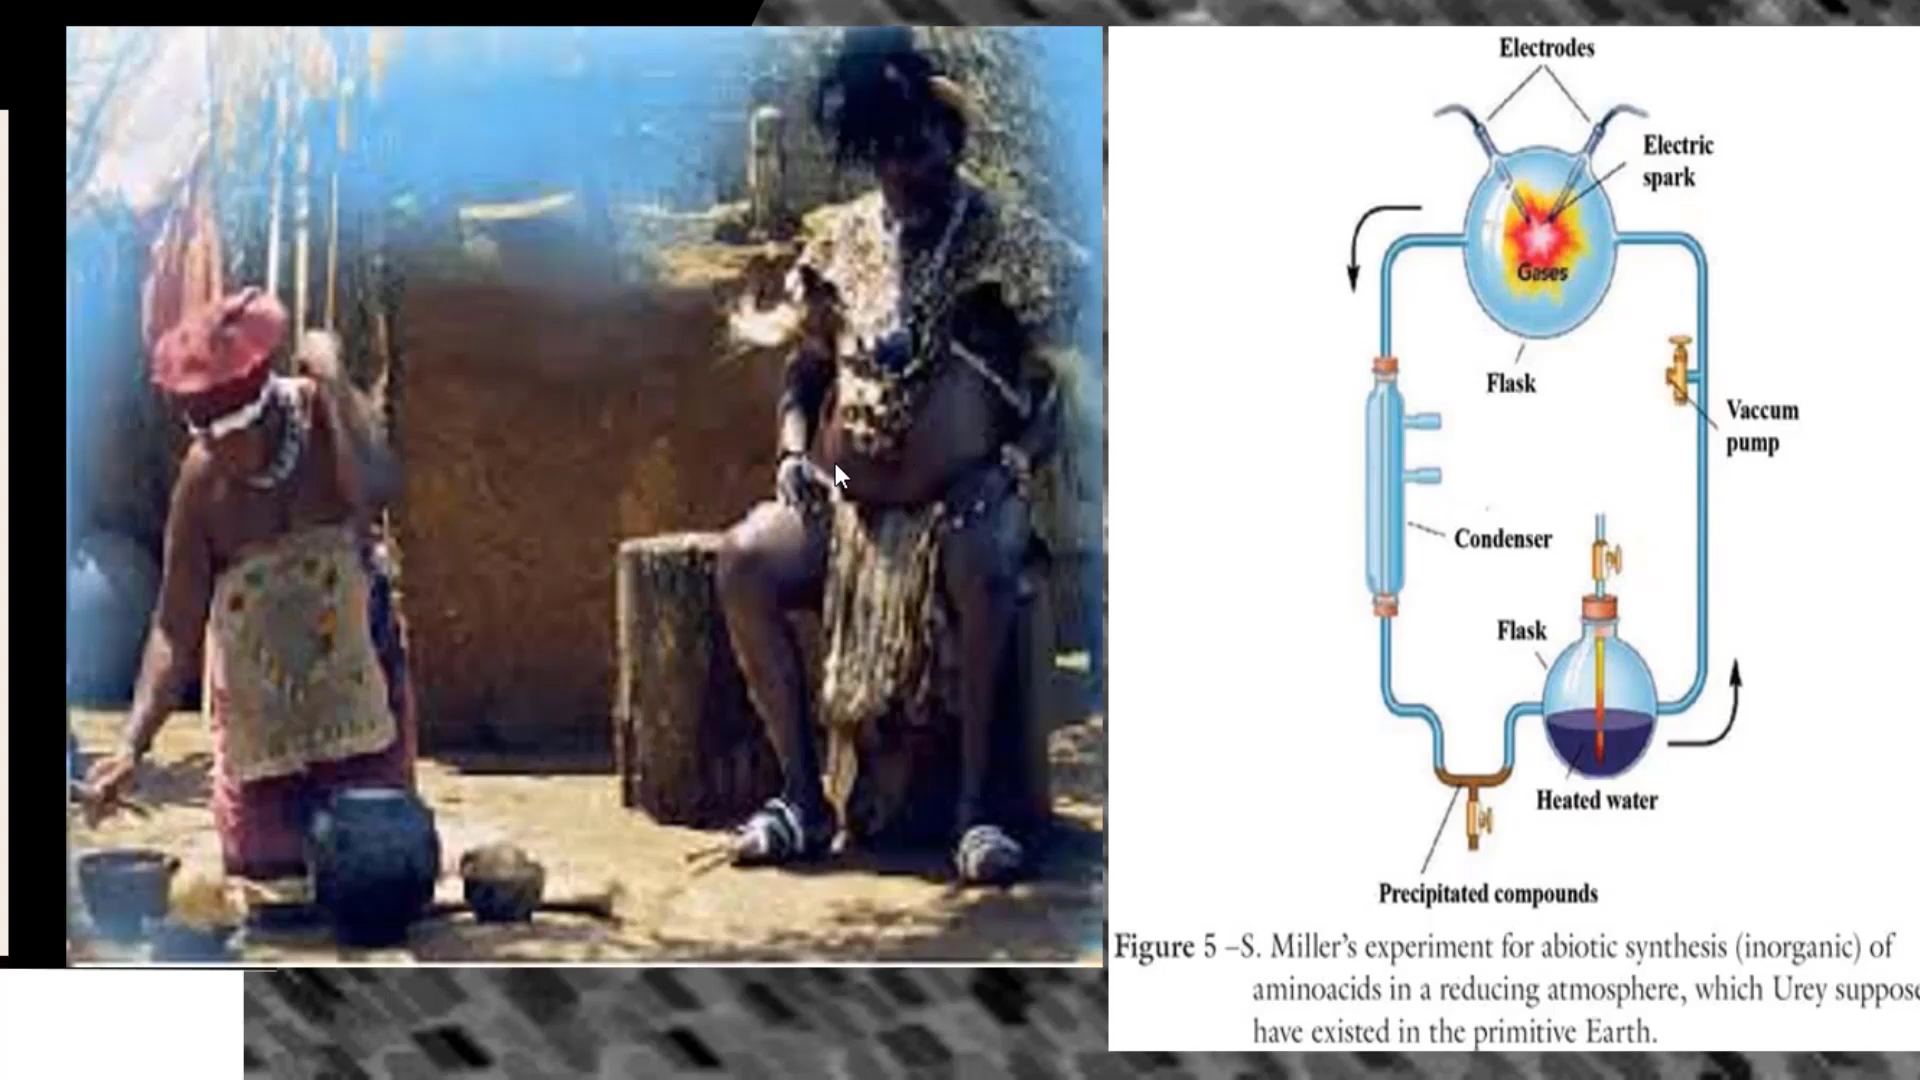 Electrodes
Electric
spark
Gases
Flask
Vaccum
pump
Condenser
Flask
Heated water
Precipitated compounds
Figure 5 –S. Miller's experiment for abiotic synthesis (inorganic) of
aminoacids in a reducing atmosphere, which Urey suppose
have existed in the primitive Earth.